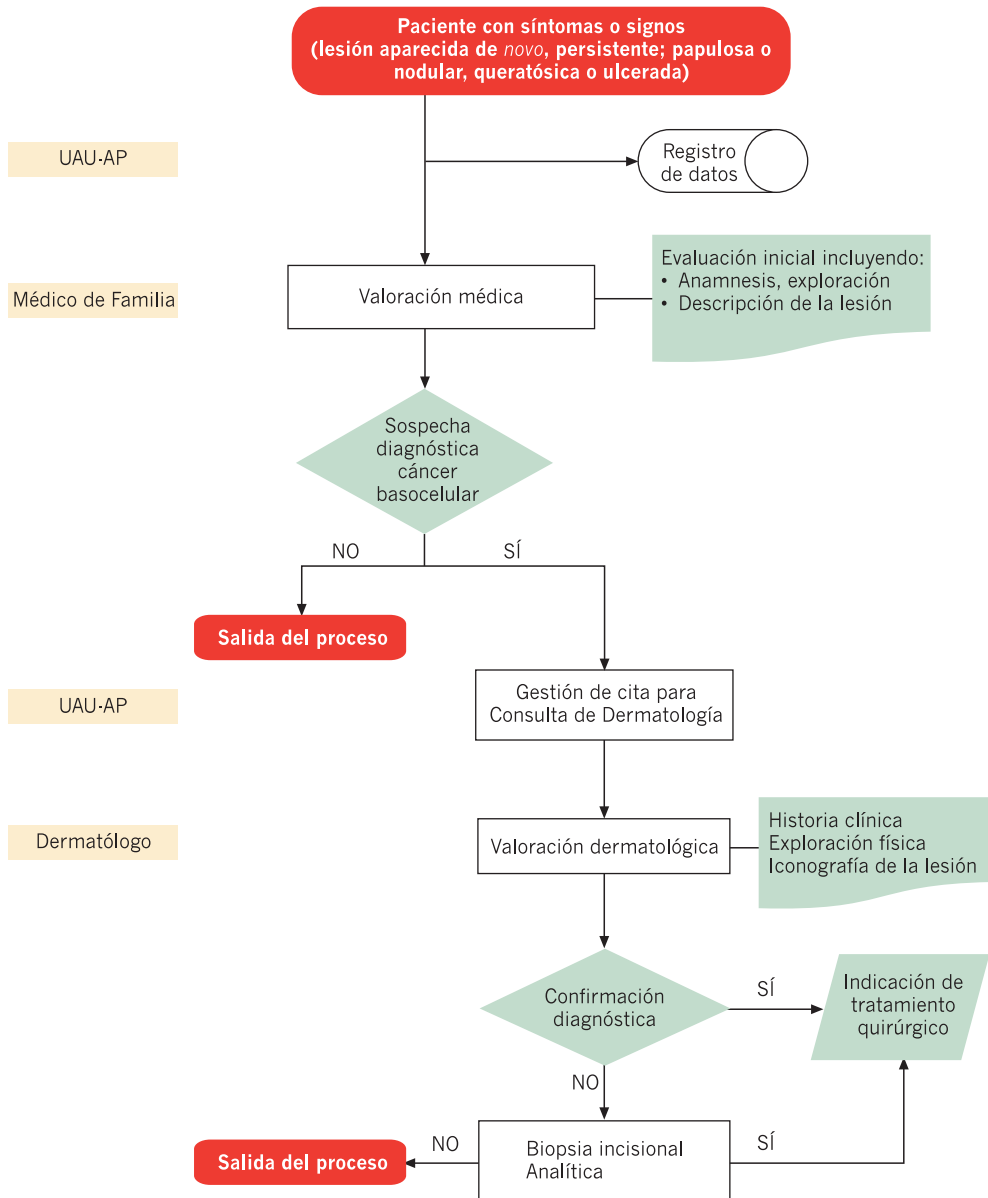 Paciente con síntomas o signos
(lesión aparecida de novo, persistente; papulosa o
nodular, queratósica o ulcerada)
UAU-AP
Registro
de datos
Médico de Familia
Valoración médica
Evaluación inicial incluyendo:
• Anamnesis, exploración
• Descripción de la lesión
Sospecha
diagnóstica
cáncer
basocelular
NO
SÍ
Salida del proceso
UAU-AP
Gestión de cita para
Consulta de Dermatología
Dermatólogo
Valoración dermatológica
Historia clínica
Exploración física
Iconografía de la lesión
Confirmación
diagnóstica
SÍ
Indicación de
tratamiento
quirúrgico
NO
Biopsia incisional
Analítica
NO
SÍ
Salida del proceso